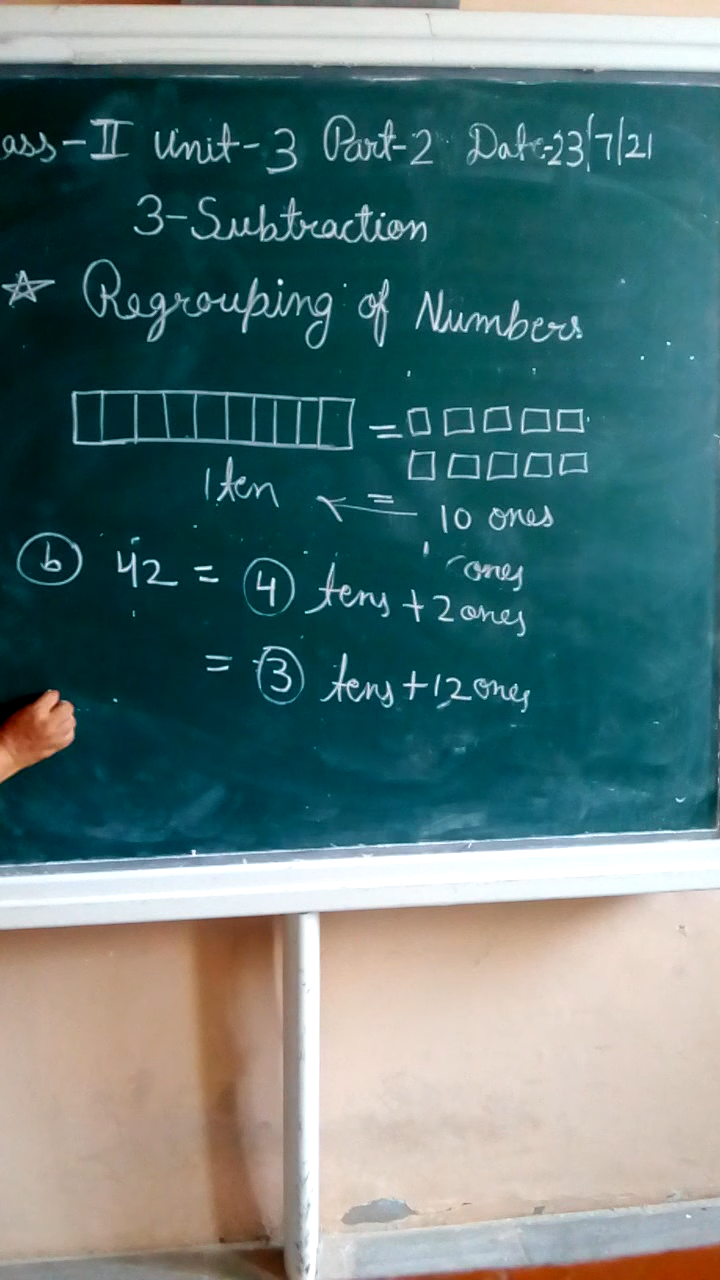 ass-II Unit-3 Part-2 Date-23/7/21
3-Subtraction
☆ Regrouping of Numbers
=
1 ten = 10 ones
ones
(b) 42 = 4 tens + 2 ones
= 3 tens + 12 ones